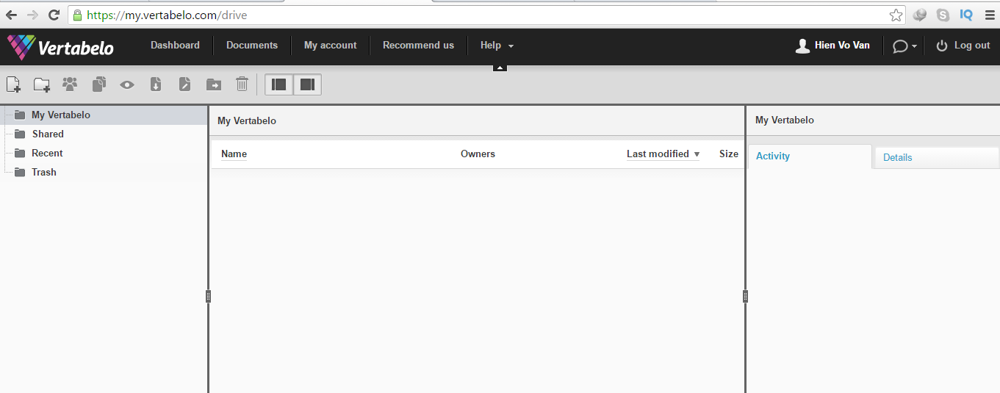 https://my.vertabelo.com/drive
IQ
Vertabelo
Dashboard
Documents
My account
Recommend us
Help
Hien Vo Van
Log out
My Vertabelo
Shared
Recent
Trash
My Vertabelo
Name Owners Last modified Size
My Vertabelo
Activity
Details